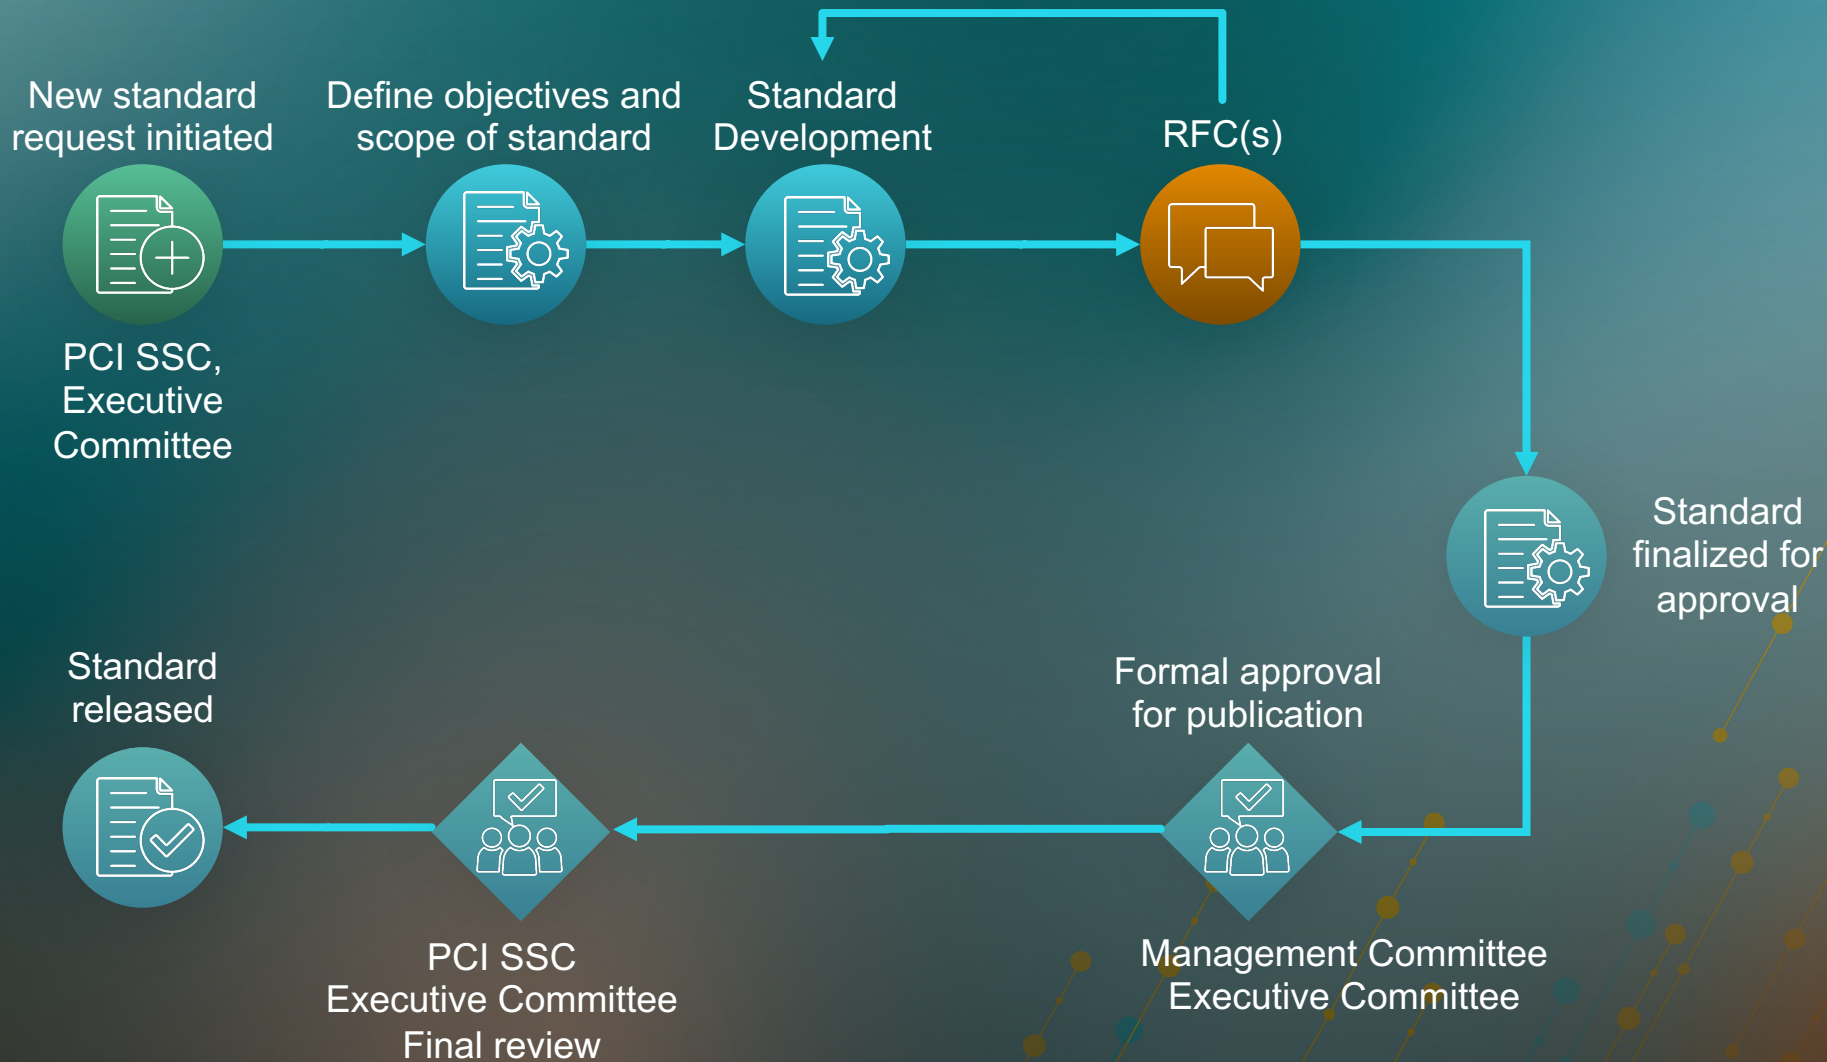 New standard
request initiated
Define objectives and
scope of standard
Standard
Development
RFC(s)
PCI SSC,
Executive
Committee
Standard
finalized for
approval
Formal approval
for publication
Management Committee
Executive Committee
PCI SSC
Executive Committee
Final review
Standard
released